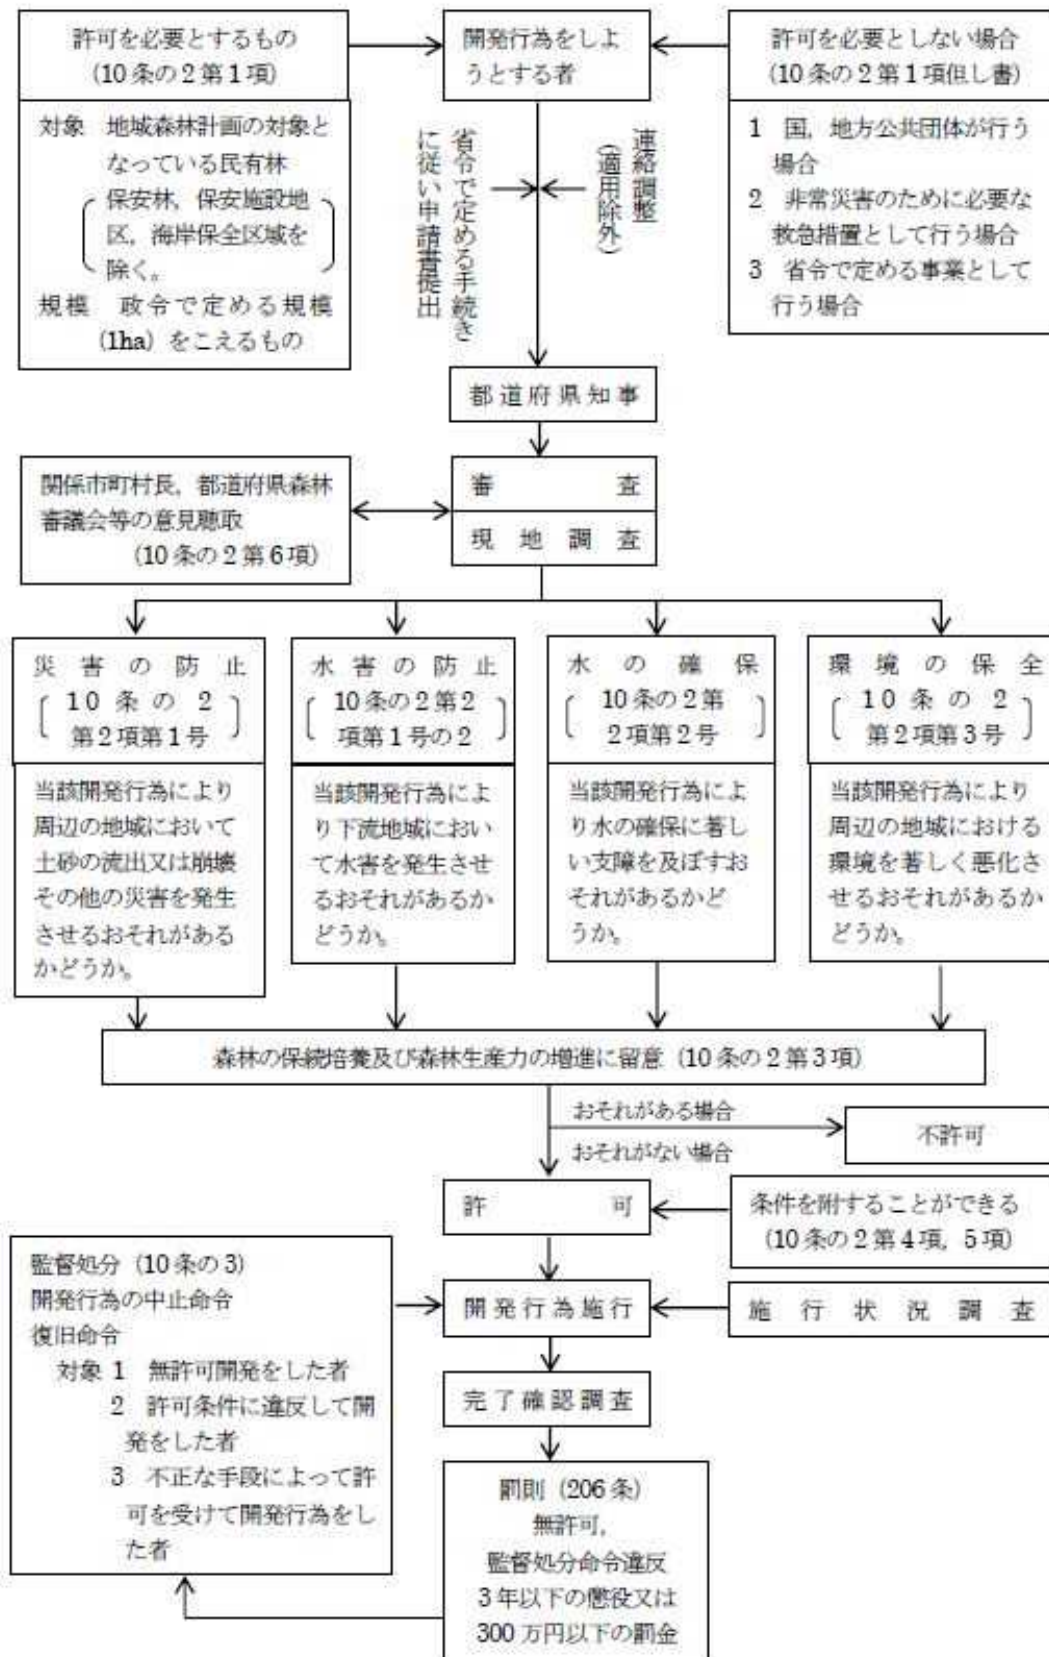 許可を必要とするもの
(10条の2第1項)
対象 地城森林計画の対象と
なっている民有林
保安林，保安施設地
区，海岸保全区域を
除く。
規模 政令で定める規模
(1ha) をこえるもの
開発行為をしよ
うとする者
許可を必要としない場合
(10条の2第1項但し書)
1 国，地方公共団体が行う
場合
2 非常災害のために必要な
救急措置として行う場合
3 省令で定める事業として
行う場合
省令で定める手続き
に従い申請書提出
連絡調整
(適用除外)
都道府県知事
関係市町村長，都道府県森林
審議会等の意見聴取
(10条の2第6項)
審査
現地調査
災害の防止
10条の2
第2項第1号
当該開発行為により
周辺の地域において
土砂の流出又は崩壊
その他の災害を発生
させるおそれがある
かどうか。
水害の防止
10条の2第2
項第1号の2
当該開発行為によ
り下流地域におい
て水害を発生させ
るおそれがあるか
どうか。
水の確保
10条の2第
2項第2号
当該開発行為によ
り水の確保に著し
い支障を及ぼすお
それがあるかど
うか。
環境の保全
10条の2
第2項第3号
当該開発行為により
周辺の地域における
環境を著しく悪化さ
せるおそれがあるか
どうか。
森林の保続培養及び森林生産力の増進に留意 (10条の2第3項)
おそれがある場合
おそれがない場合
不許可
許可
条件を附することができる
(10条の2第4項，5項)
監督処分 (10条の3)
開発行為の中止命令
復旧命令
対象 1 無許可開発をした者
2 許可条件に違反して開
発をした者
3 不正な手段によって許
可を受けて開発行為をし
た者
開発行為施行
施行状況調査
完了確認調査
罰則 (206条)
無許可，
監督処分命令違反
3年以下の懲役又は
300万円以下の罰金